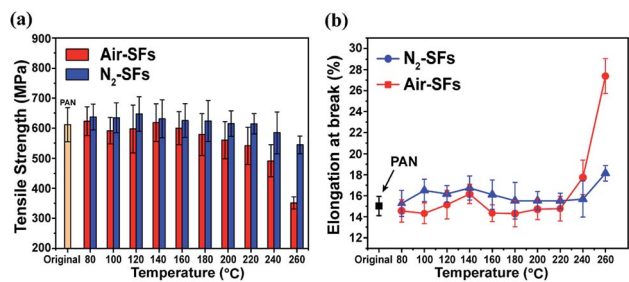 (a)
Tensile Strength (MPa)
900
800
700
600
500
400
300
200
Air-SFs
N2-SFs
PAN
Original 80 100 120 140 160 180 200 220 240 260
Temperature (°C)
(b)
Elongation at break (%)
30
28
26
24
22
20
18
16
14
12
10
N2-SFs
Air-SFs
PAN
Original 80 100 120 140 160 180 200 220 240 260
Temperature (°C)